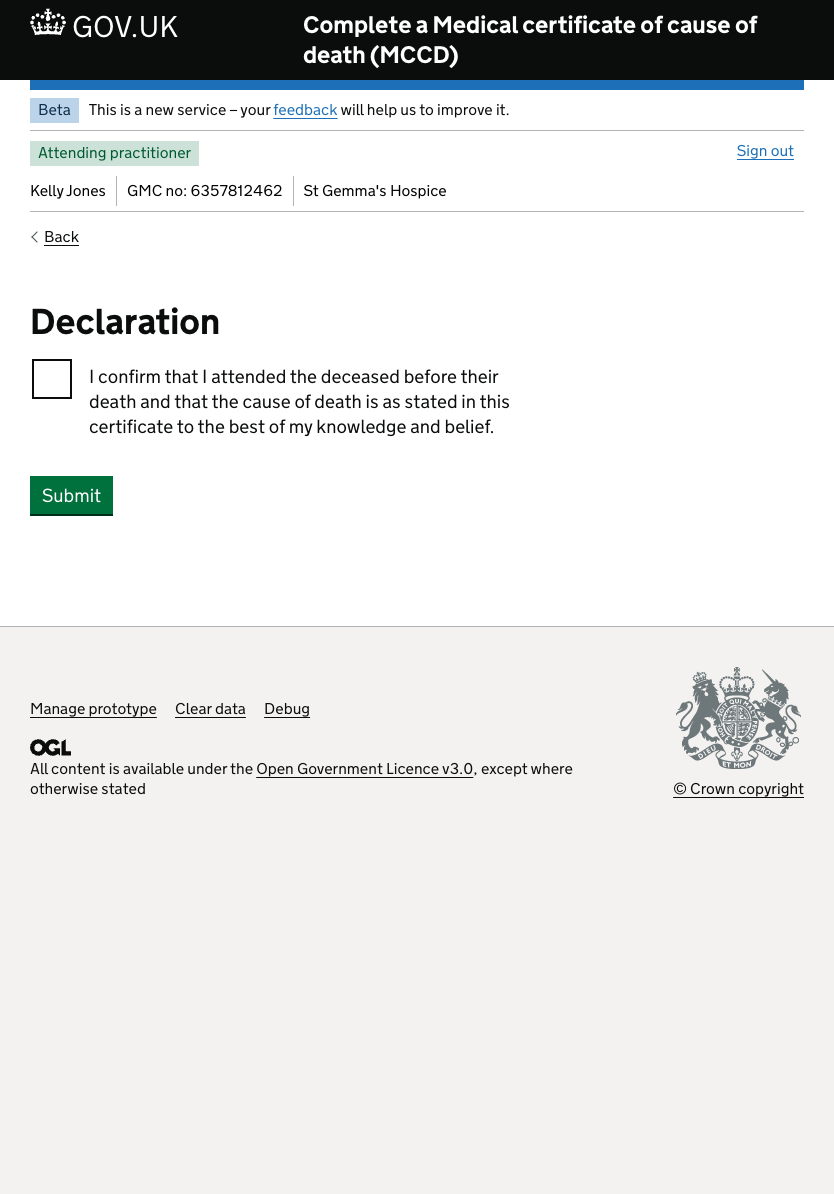 GOV.UK
Complete a Medical certificate of cause of
death (MCCD)
Beta This is a new service – your feedback will help us to improve it.
Attending practitioner
Sign out
Kelly Jones GMC no: 6357812462 St Gemma's Hospice
Back
Declaration
I confirm that I attended the deceased before their
death and that the cause of death is as stated in this
certificate to the best of my knowledge and belief.
Submit
Manage prototype Clear data Debug
OGL
All content is available under the Open Government Licence v3.0, except where
otherwise stated
DIEU ET MON DROIT
© Crown copyright